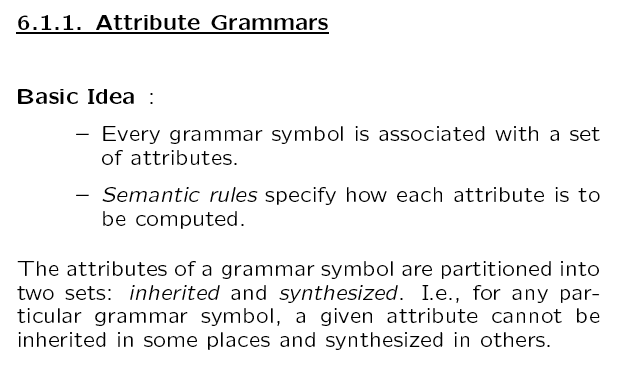 6.1.1. Attribute Grammars
Basic Idea :
– Every grammar symbol is associated with a set
of attributes.
– Semantic rules specify how each attribute is to
be computed.
The attributes of a grammar symbol are partitioned into
two sets: inherited and synthesized. I.e., for any par-
ticular grammar symbol, a given attribute cannot be
inherited in some places and synthesized in others.